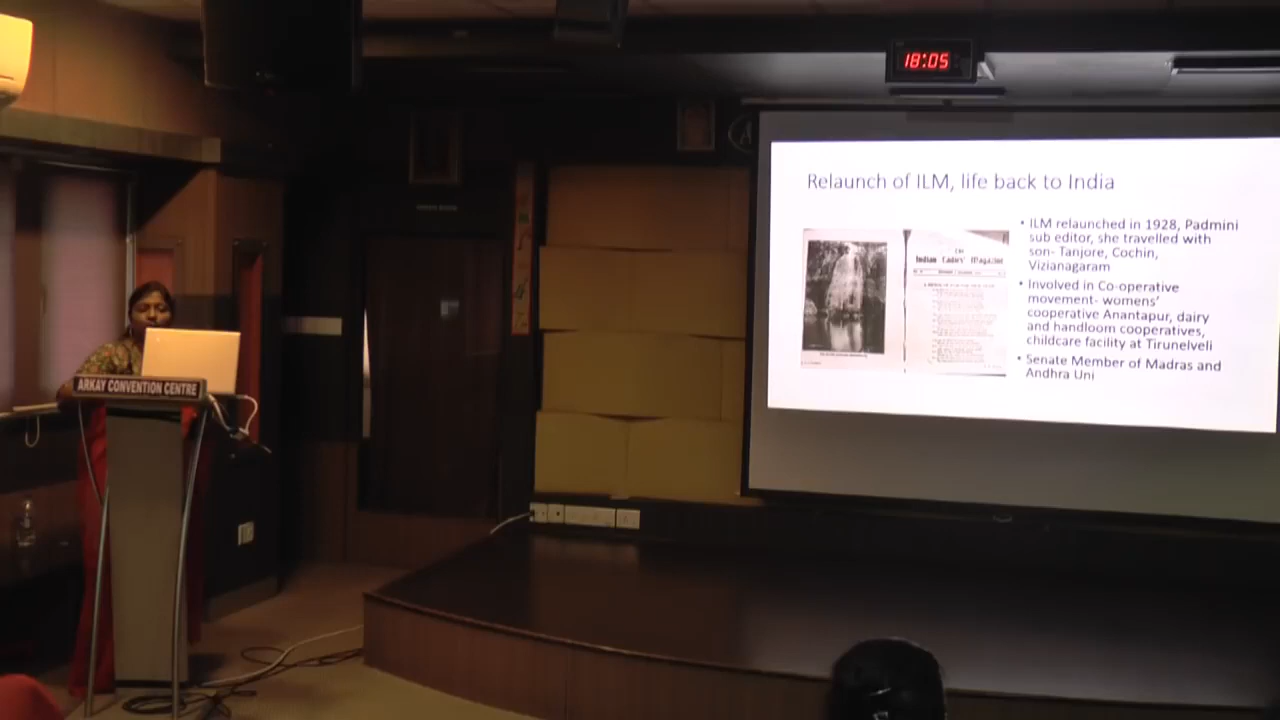 18:05
Relaunch of ILM, life back to India
• ILM relaunched in 1928, Padmini
sub editor, she travelled with
son- Tanjore, Cochin,
Vizianagaram
• Involved in Co-operative
movement- womens'
cooperative Anantapur, dairy
and handloom cooperatives,
childcare facility at Tirunelveli
• Senate Member of Madras and
Andhra Uni
THE
Indian Ladies' Magazine
ARKAY CONVENTION CENTRE